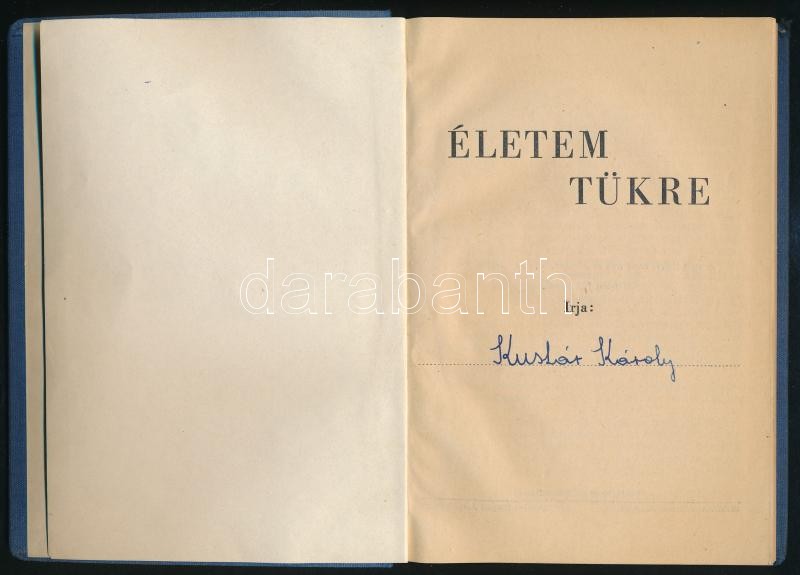 ÉLETEM
TÜKRE
darabanth
Irja:
Kustár Károly